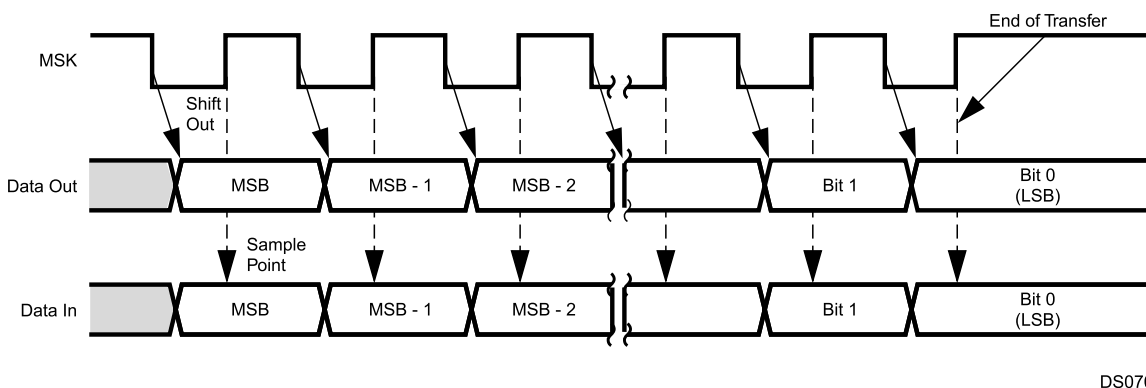 End of Transfer
MSK
Shift
Out
Data Out
MSB
MSB - 1
MSB - 2
Bit 1
Bit 0
(LSB)
Sample
Point
Data In
MSB
MSB - 1
MSB - 2
Bit 1
Bit 0
(LSB)